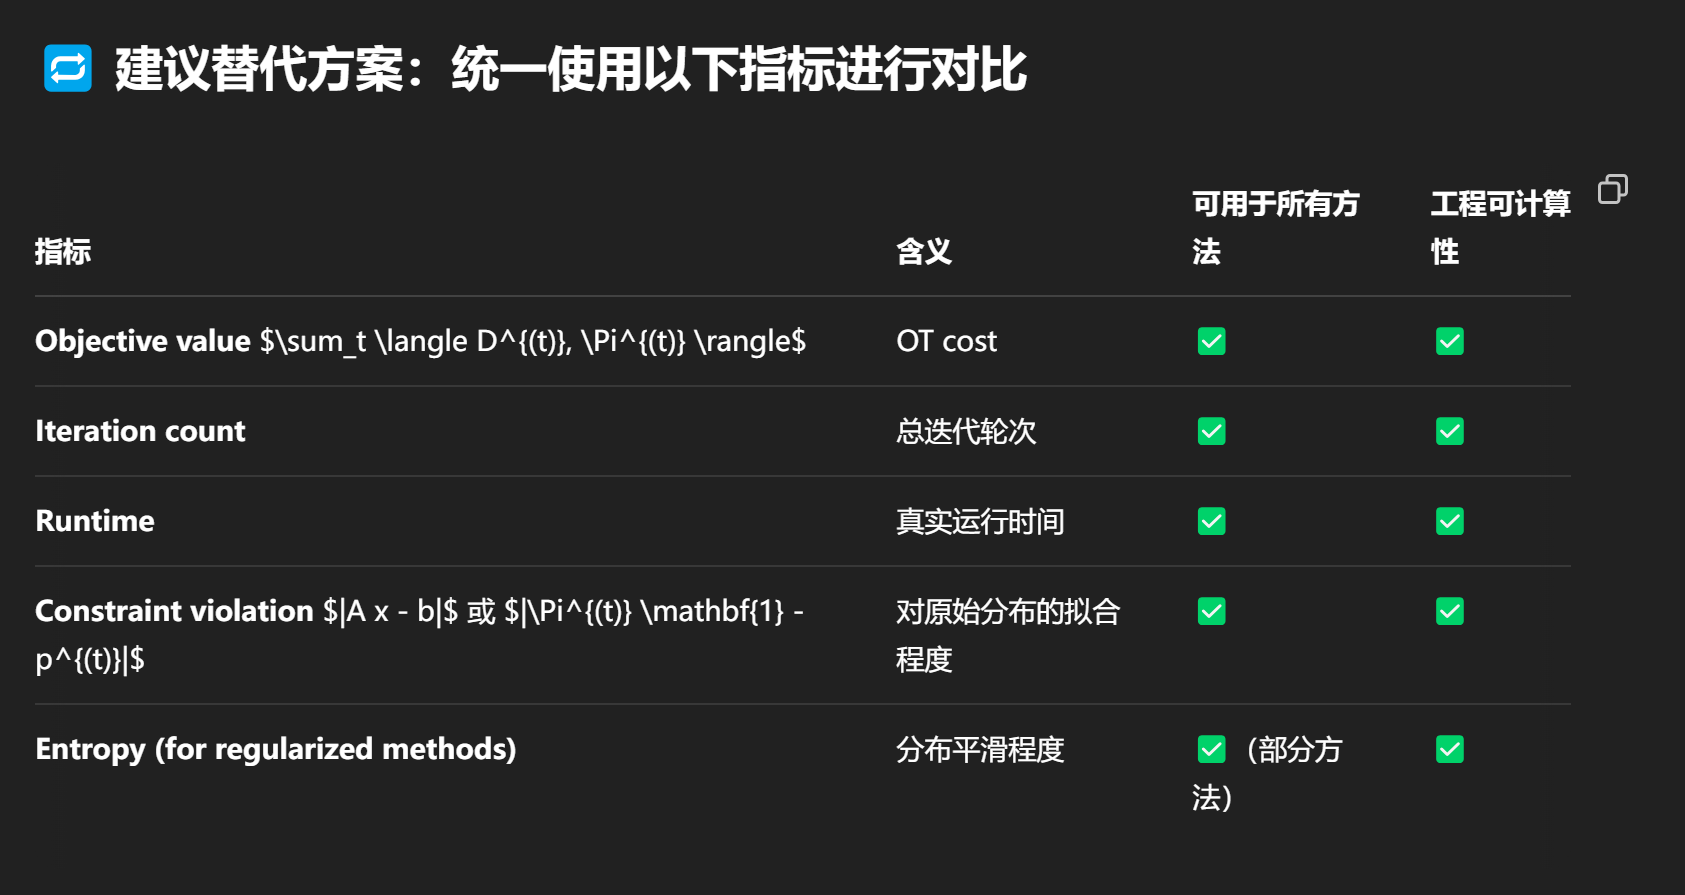 建议替代方案：统一使用以下指标进行对比
指标 含义 可用于所有方法 工程可计算性
Objective value $\sum_t \langle D^{(t)}, \Pi^{(t)} \rangle$ OT cost ✅ ✅
Iteration count 总迭代轮次 ✅ ✅
Runtime 真实运行时间 ✅ ✅
Constraint violation $|A x - b|$ 或 $|\Pi^{(t)} \mathbf{1} - p^{(t)}|$ 对原始分布的拟合程度 ✅ ✅
Entropy (for regularized methods) 分布平滑程度 ✅（部分方法） ✅